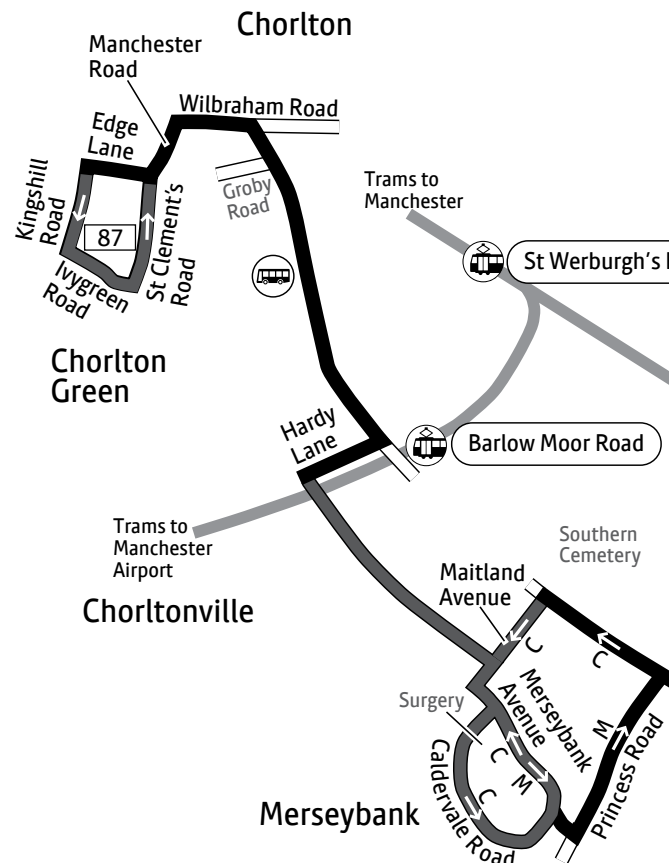 Chorlton
Manchester
Road
Wilbraham Road
Edge
Lane
Groby
Road
Kingshill
Road
87
St Clement's
Road
Ivygreen
Road
Trams to
Manchester
St Werburgh's
Chorlton
Green
Hardy
Lane
Barlow Moor Road
Trams to
Manchester
Airport
Southern
Cemetery
Maitland
Avenue
Chorltonville
C
C
Merseybank
Avenue
Surgery
M
Princess Road
C
M
C
Caldervale Road
Merseybank